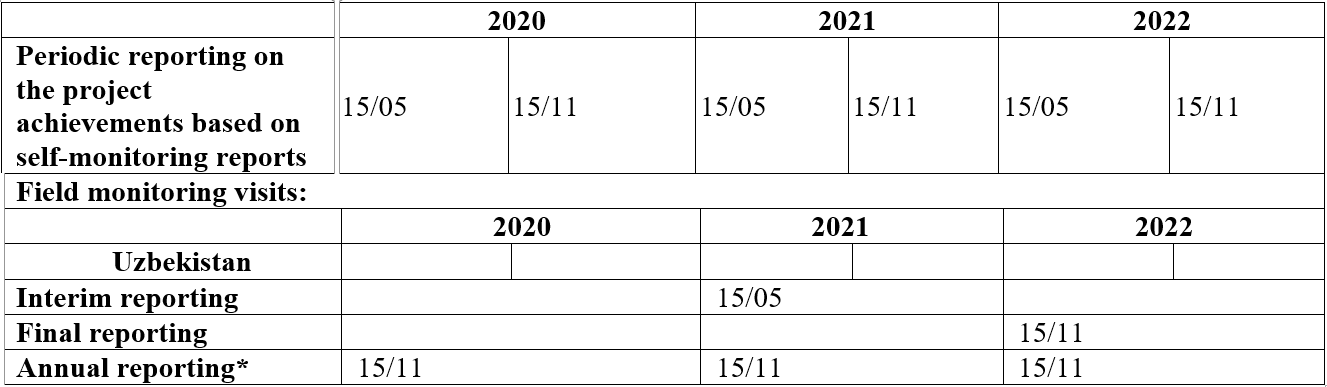 2020 2021 2022
Periodic reporting on
the project
achievements based on
self-monitoring reports
15/05 15/11 15/05 15/11 15/05 15/11
Field monitoring visits:
2020 2021 2022
Uzbekistan
Interim reporting 15/05
Final reporting 15/11
Annual reporting* 15/11 15/11 15/11